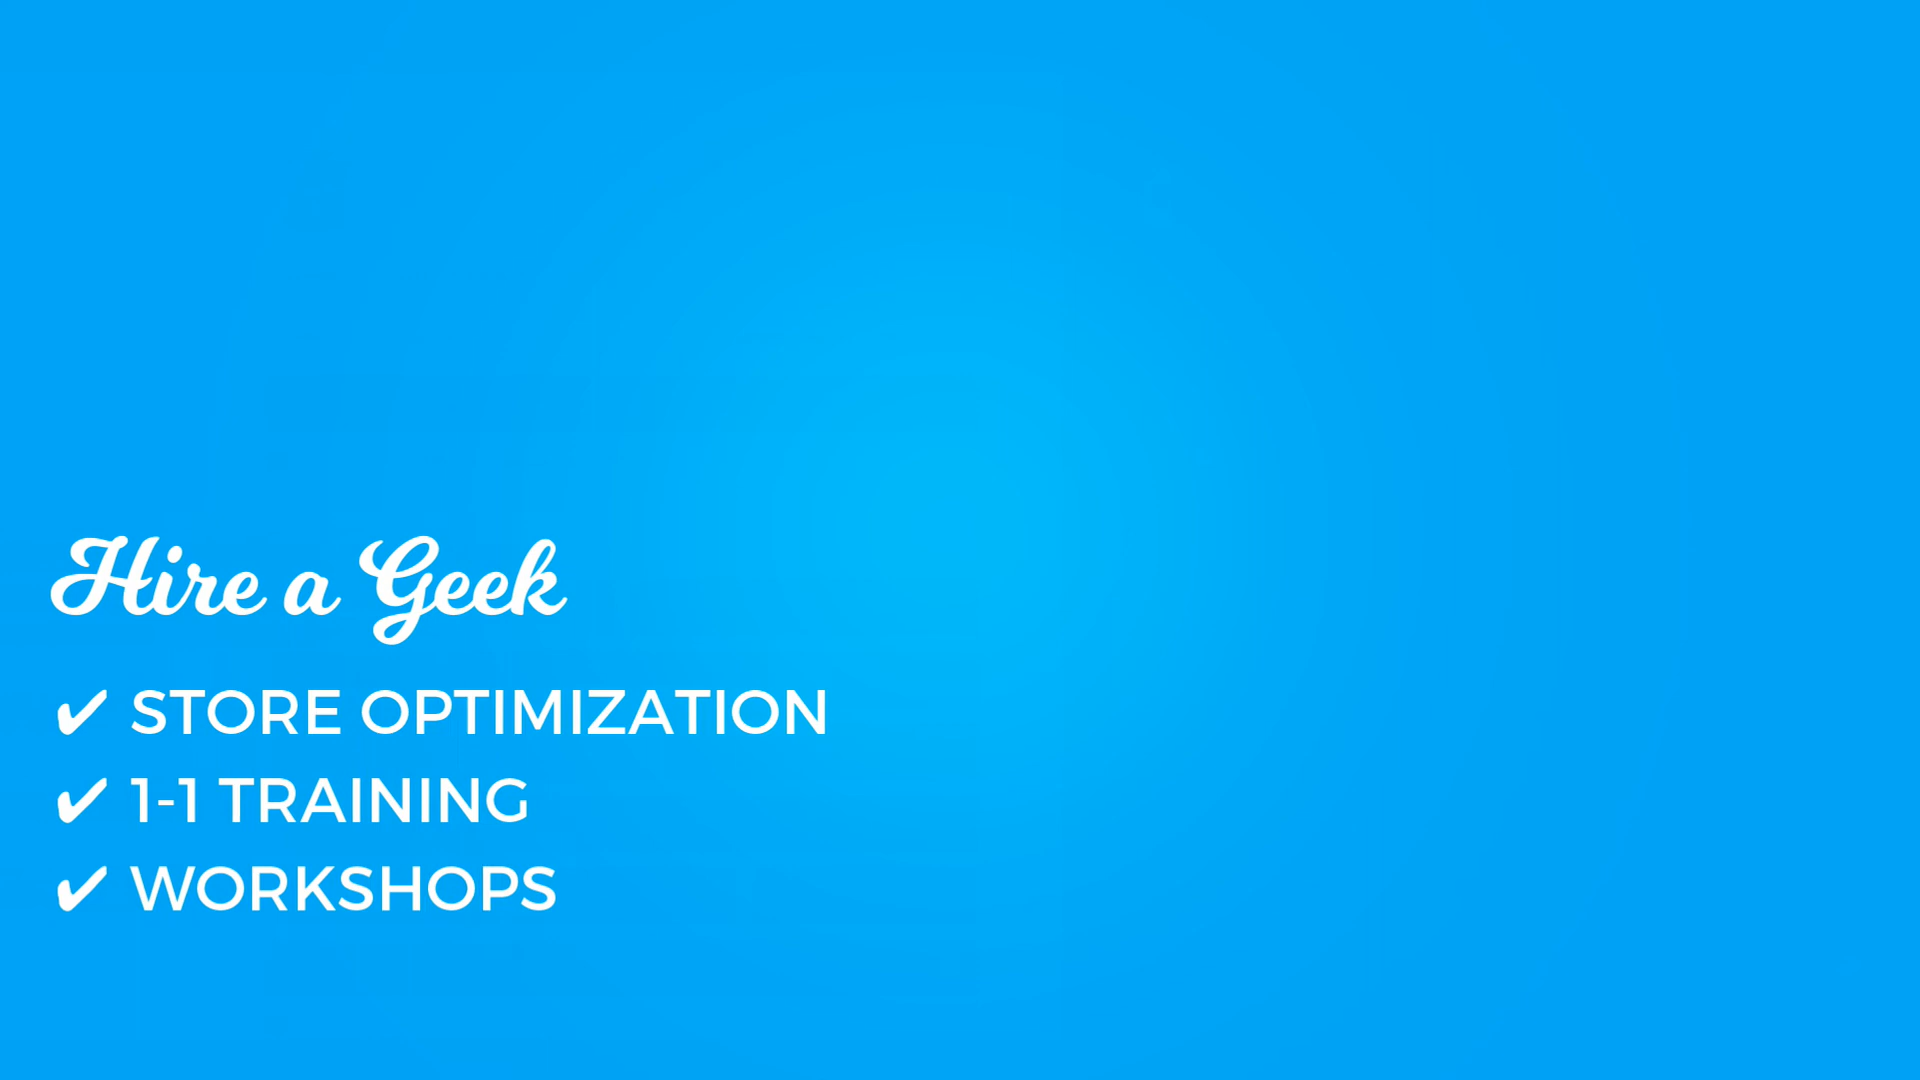 Hire a Geek
✔ STORE OPTIMIZATION
✔ 1-1 TRAINING
✔ WORKSHOPS